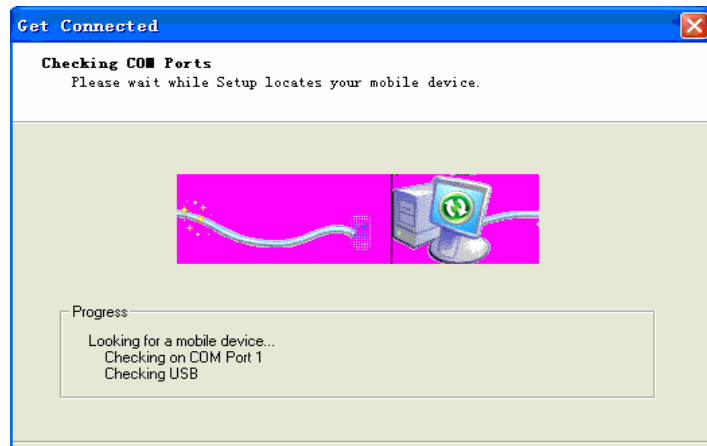 Get Connected
Checking COM Ports
Please wait while Setup locates your mobile device.
Progress
Looking for a mobile device...
Checking on COM Port 1
Checking USB